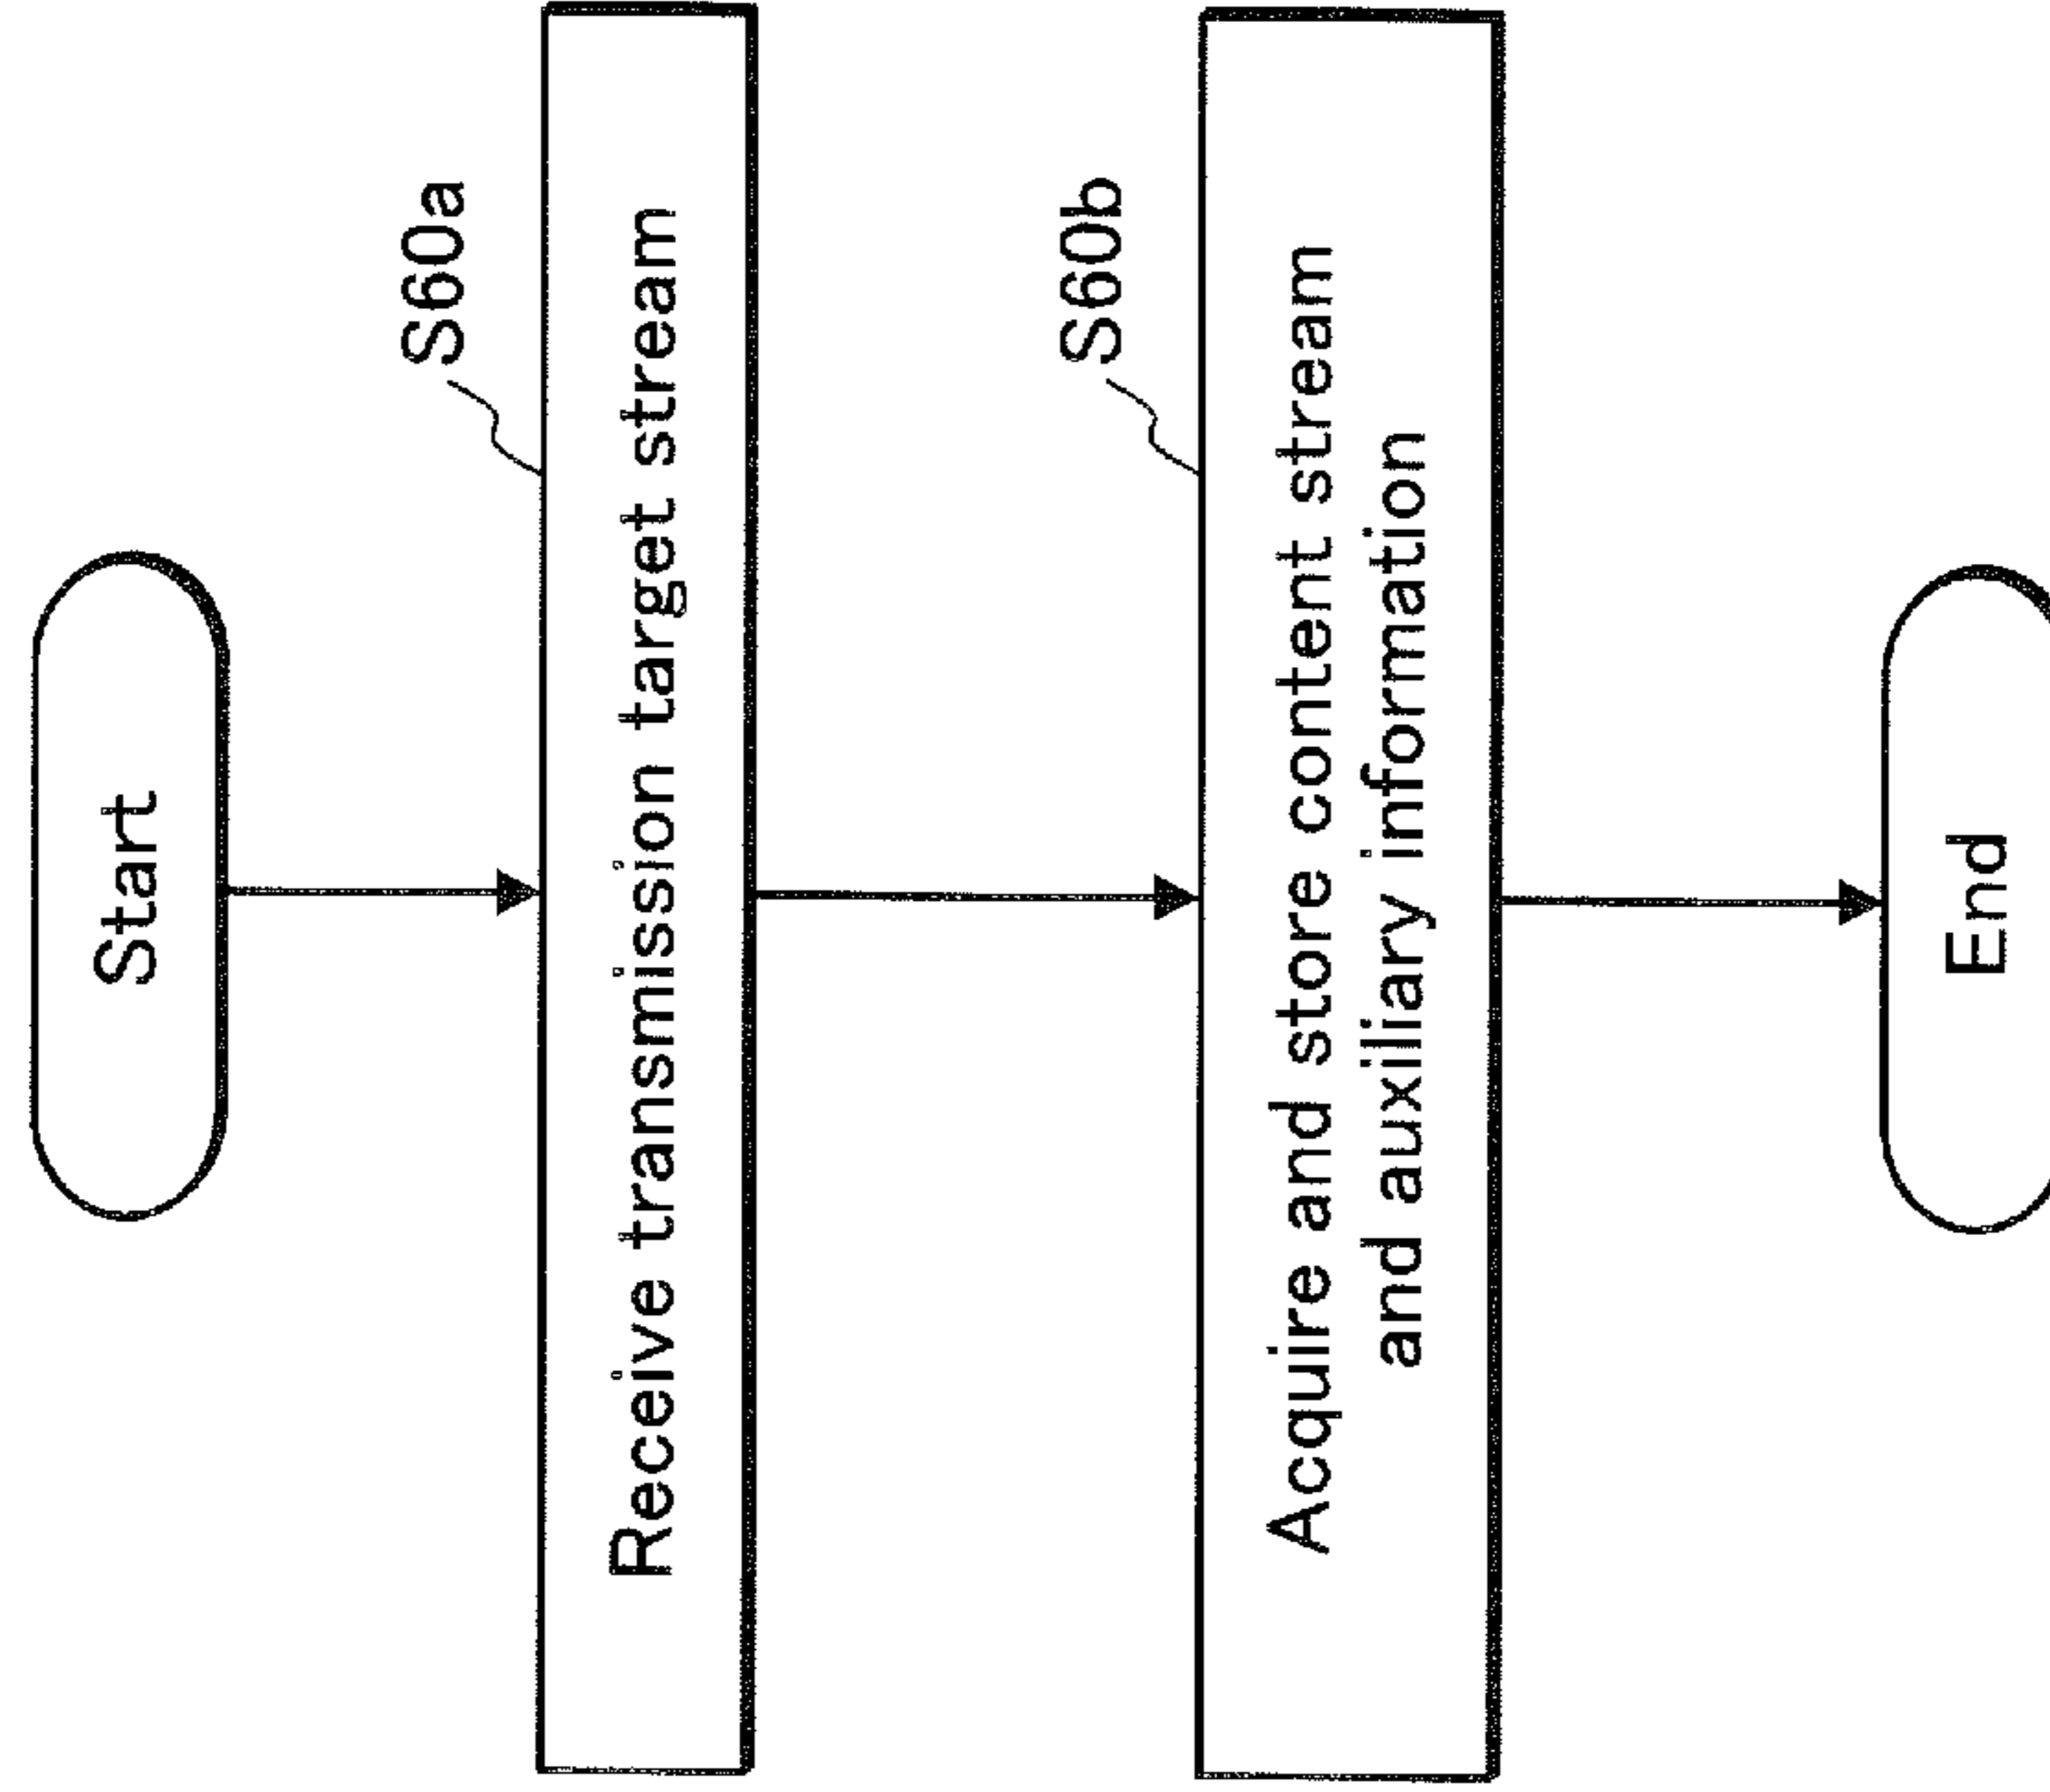 Start
S60a
Receive transmission target stream
S60b
Acquire and store content stream
and auxiliary information
End